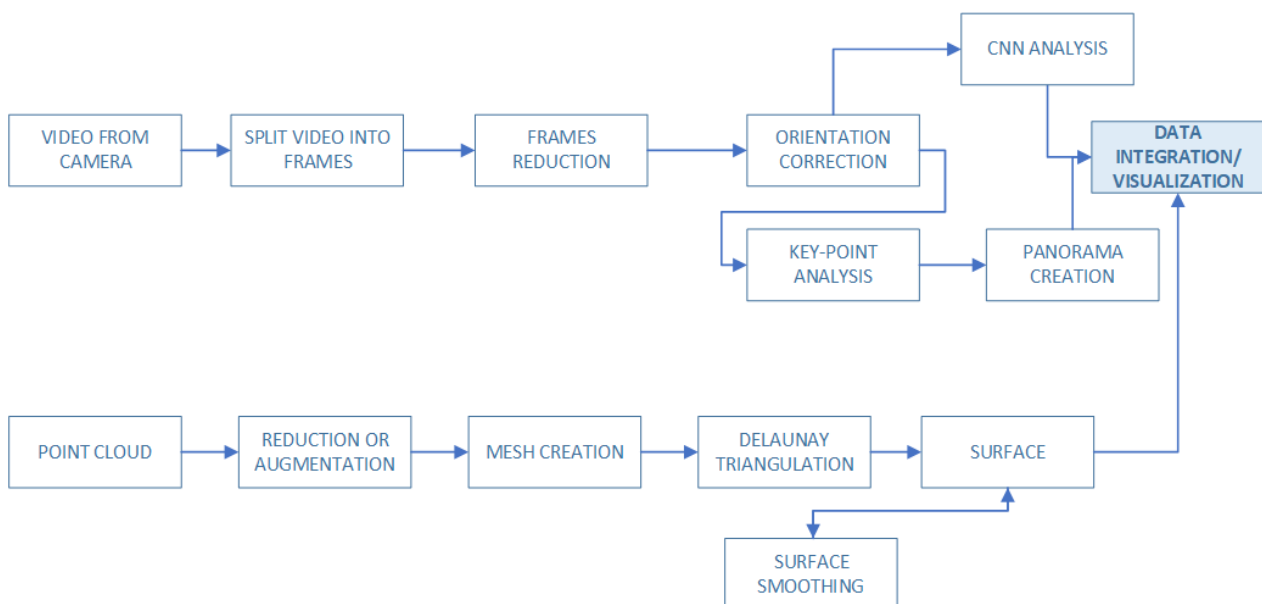 CNN ANALYSIS
VIDEO FROM
CAMERA
SPLIT VIDEO INTO
FRAMES
FRAMES
REDUCTION
ORIENTATION
CORRECTION
DATA
INTEGRATION/
VISUALIZATION
KEY-POINT
ANALYSIS
PANORAMA
CREATION
POINT CLOUD
REDUCTION OR
AUGMENTATION
MESH CREATION
DELAUNAY
TRIANGULATION
SURFACE
SURFACE
SMOOTHING